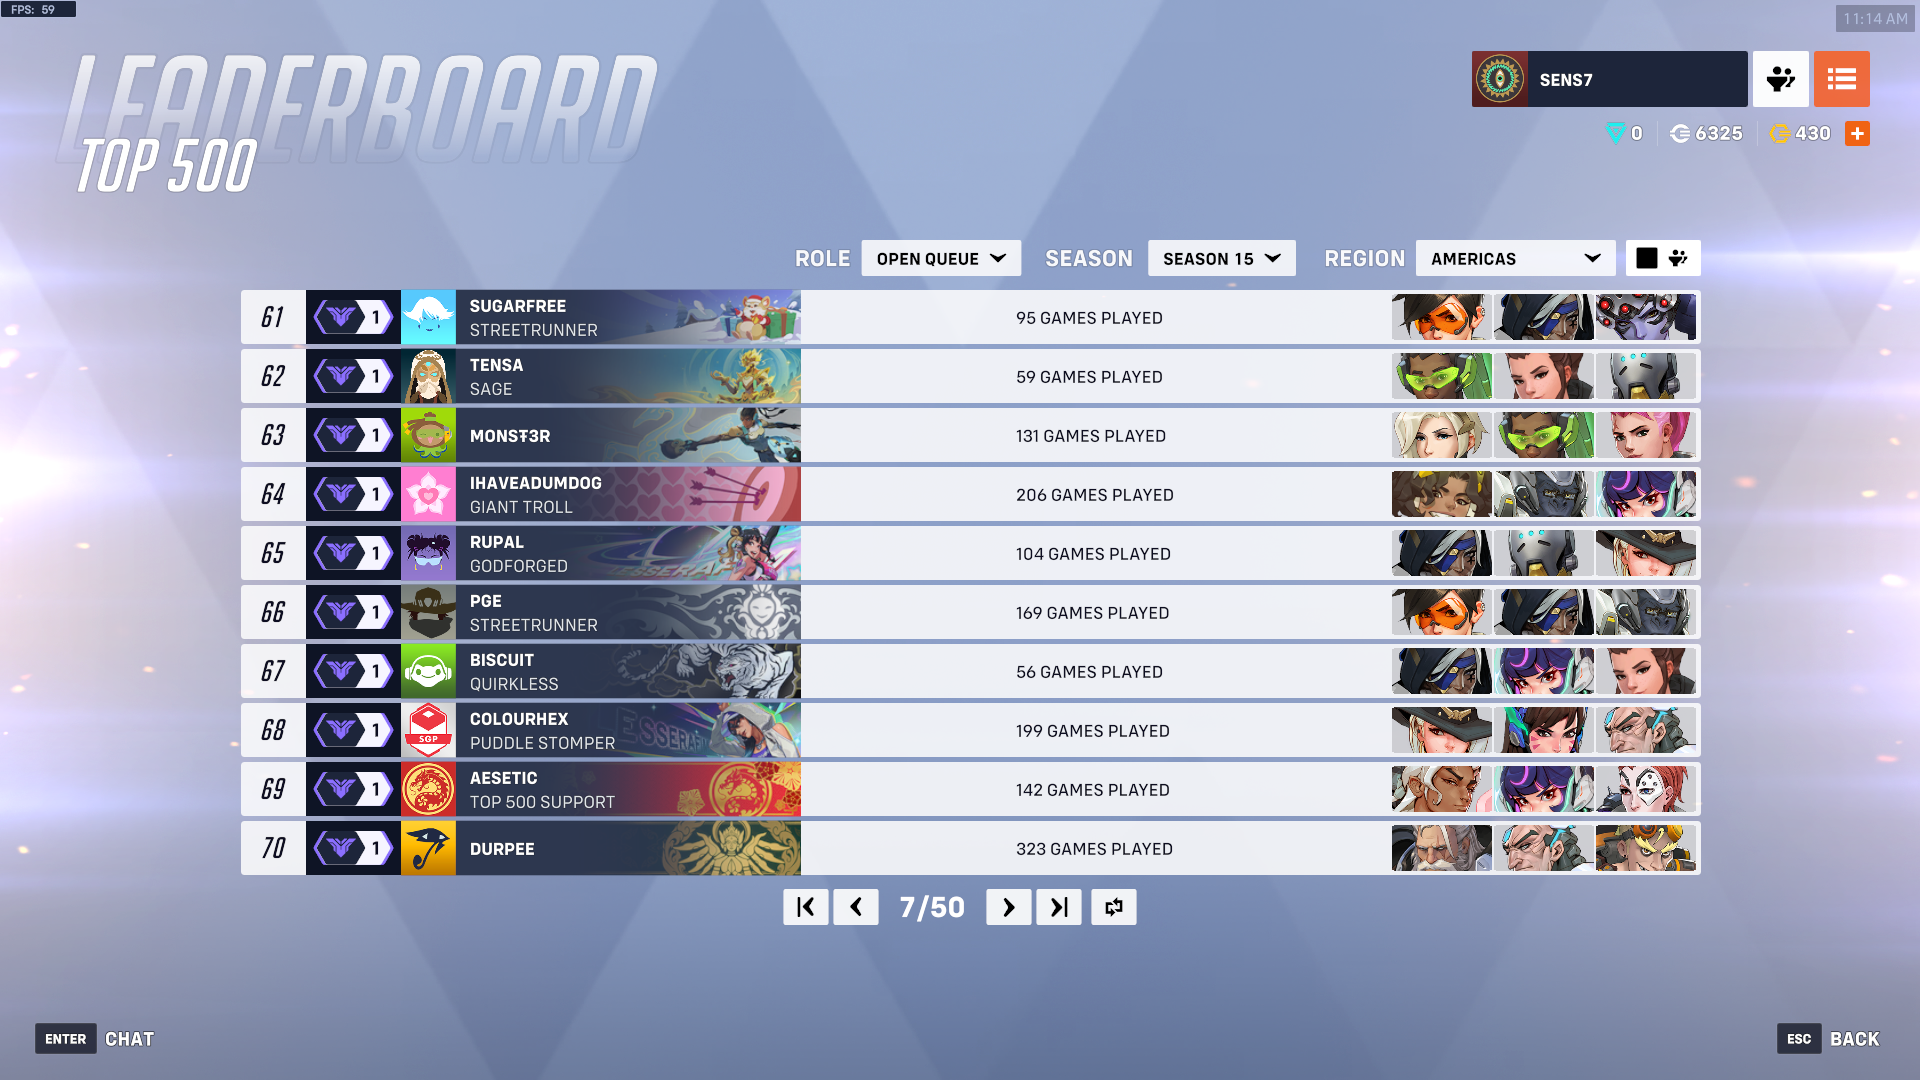 FPS: 59
11:14 AM
LEADERBOARD
TOP 500
SENS7
0 6325 430
ROLE OPEN QUEUE SEASON SEASON 15 REGION AMERICAS
61 1 SUGARFREE 95 GAMES PLAYED
STREETRUNNER
62 1 TENSA 59 GAMES PLAYED
SAGE
63 1 MONSŦ3R 131 GAMES PLAYED
64 1 IHAVEADUMDOG 206 GAMES PLAYED
GIANT TROLL
65 1 RUPAL 104 GAMES PLAYED
GODFORGED
66 1 PGE 169 GAMES PLAYED
STREETRUNNER
67 1 BISCUIT 56 GAMES PLAYED
QUIRKLESS
68 1 SGP COLOURHEX 199 GAMES PLAYED
PUDDLE STOMPER
69 1 AESETIC 142 GAMES PLAYED
TOP 500 SUPPORT
70 1 DURPEE 323 GAMES PLAYED
7/50
ENTER CHAT
ESC BACK